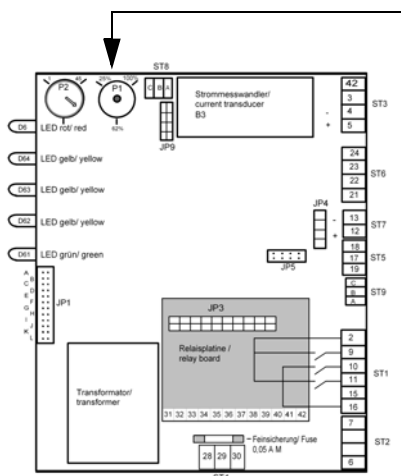 1 46
P2
25% 100%
P1
62%
ST8
C B A
JP9
Strommesswandler/
current transducer
B3
42
3
- 4
+ 5
ST3
D6 LED rot/ red
D64 LED gelb/ yellow
D63 LED gelb/ yellow
D62 LED gelb/ yellow
D61 LED grün/ green
24
23
22
21
ST6
JP4
- 13
+ 12
ST7
18
17
19
ST5
JP5
C
B
A
ST9
A
B
C
D
E
F
G
H
I
J
K
L
JP1
JP3
Relaisplatine /
relay board
31 32 33 34 35 36 37 38 39 40 41 42
2
9
10
11
15
16
ST1
Transformator/
transformer
Feinsicherung/ Fuse
0,05 A M
28 29 30
7
6
ST2